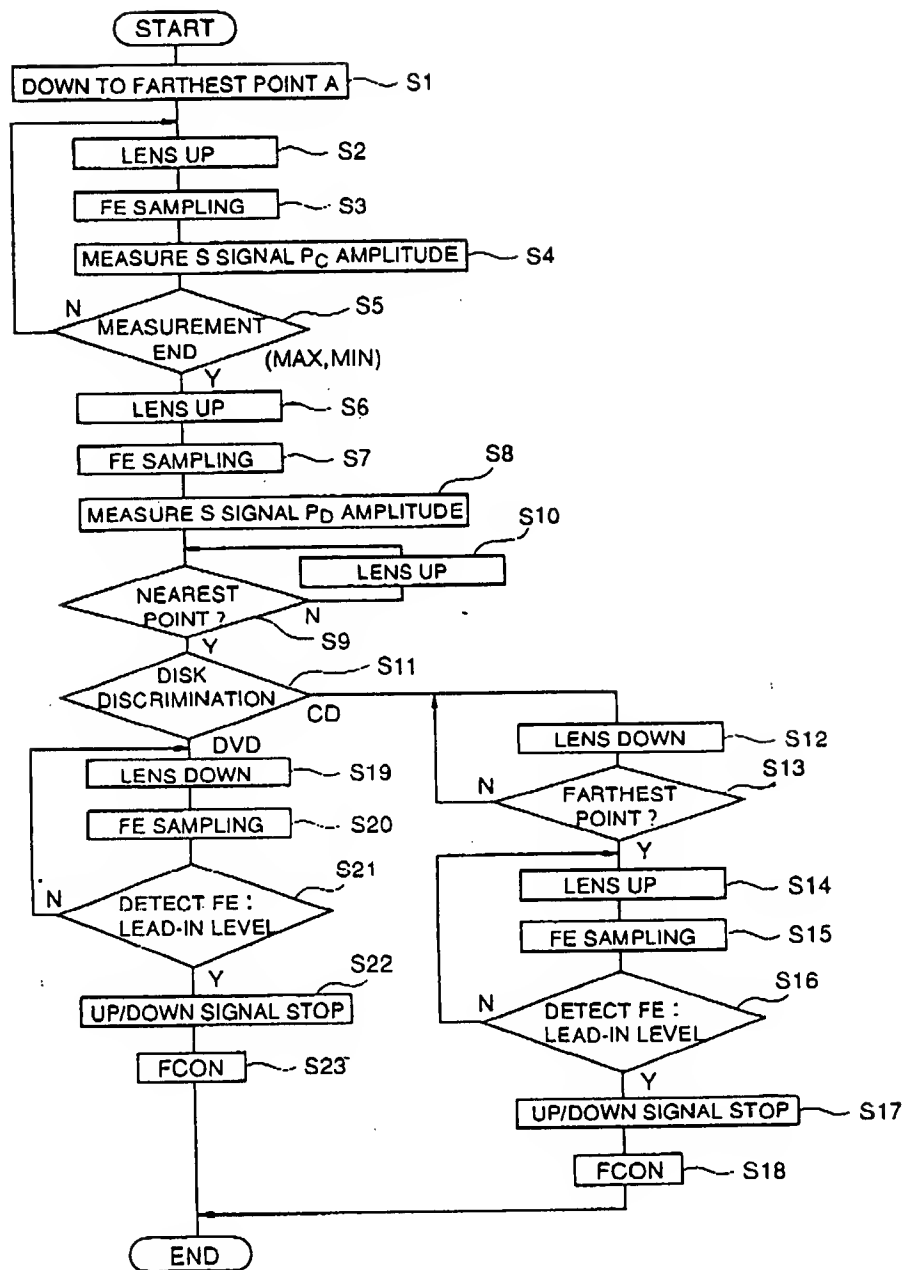 START
DOWN TO FARTHEST POINT A
S1
LENS UP
S2
FE SAMPLING
S3
MEASURE S SIGNAL PC AMPLITUDE
S4
N
S5
MEASUREMENT
END
(MAX,MIN)
Y
LENS UP
S6
FE SAMPLING
S7
S8
MEASURE S SIGNAL PD AMPLITUDE
S10
LENS UP
NEAREST
POINT ?
N
S9
Y
DISK
DISCRIMINATION
S11
CD
DVD
LENS DOWN
S19
FE SAMPLING
S20
N
S21
DETECT FE :
LEAD-IN LEVEL
Y
S22
UP/DOWN SIGNAL STOP
FCON
S23
LENS DOWN
S12
S13
N
FARTHEST
POINT ?
Y
LENS UP
S14
FE SAMPLING
S15
S16
N
DETECT FE :
LEAD-IN LEVEL
Y
UP/DOWN SIGNAL STOP
S17
FCON
S18
END